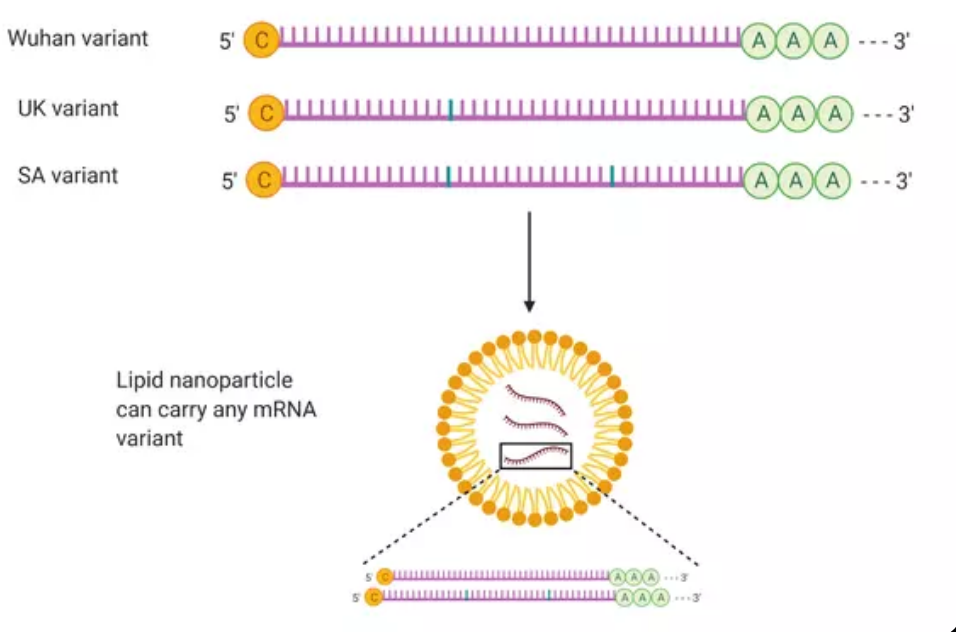 Wuhan variant 5' C A A A --- 3'
UK variant 5' C A A A --- 3'
SA variant 5' C A A A --- 3'
Lipid nanoparticle
can carry any mRNA
variant
5' C A A A --- 3'
5' C A A A --- 3'